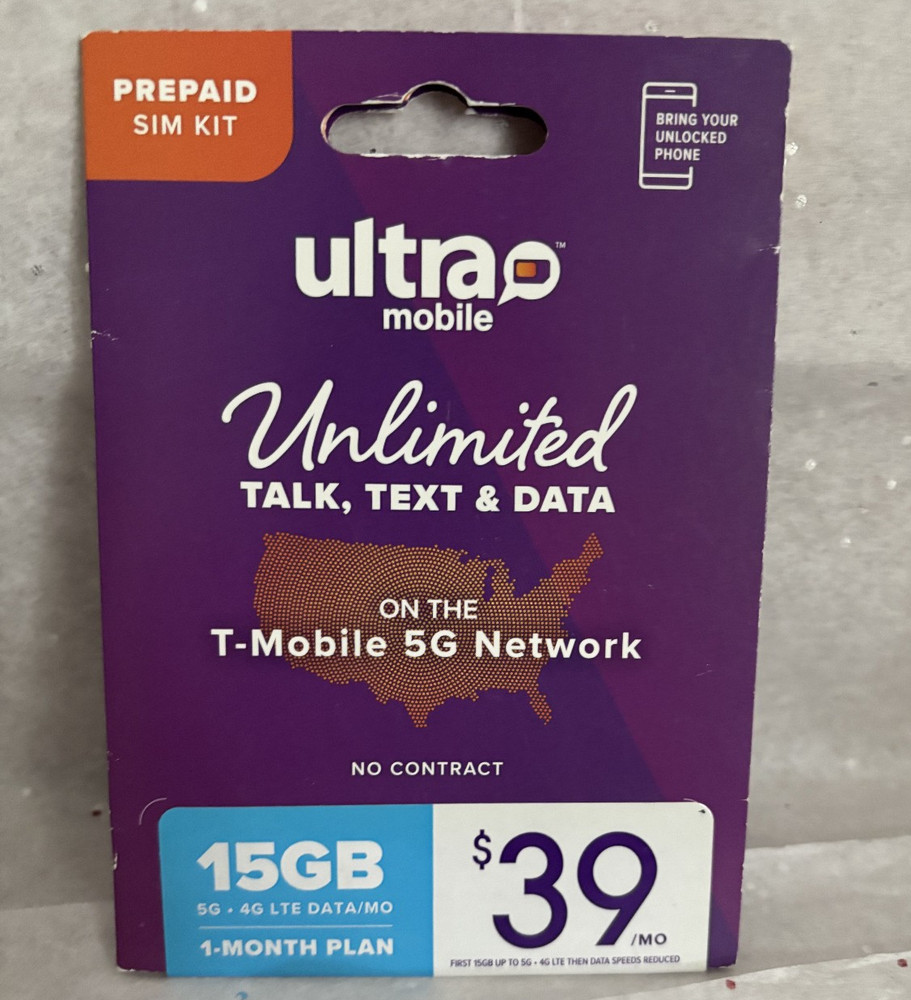 PREPAID
SIM KIT
BRING YOUR
UNLOCKED
PHONE
ultra™
mobile
Unlimited
TALK, TEXT & DATA
ON THE
T-Mobile 5G Network
NO CONTRACT
15GB
5G • 4G LTE DATA/MO
1-MONTH PLAN
$39/MO
FIRST 15GB UP TO 5G • 4G LTE THEN DATA SPEEDS REDUCED